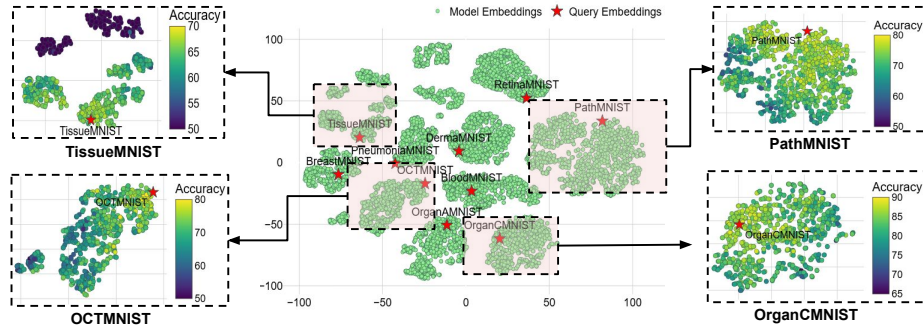 Accuracy
70
65
60
55
50
TissueMNIST
TissueMNIST
Accuracy
80
70
60
50
OCTMNIST
OCTMNIST
Model Embeddings
Query Embeddings
100
50
0
−50
−100
−100
−50
0
50
100
RetinaMNIST
PathMNIST
TissueMNIST
DermaMNIST
PneumoniaMNIST
BreastMNIST
OCTMNIST
BloodMNIST
OrganAMNIST
OrganCMNIST
Accuracy
80
70
60
50
PathMNIST
PathMNIST
Accuracy
90
85
80
75
70
65
OrganCMNIST
OrganCMNIST